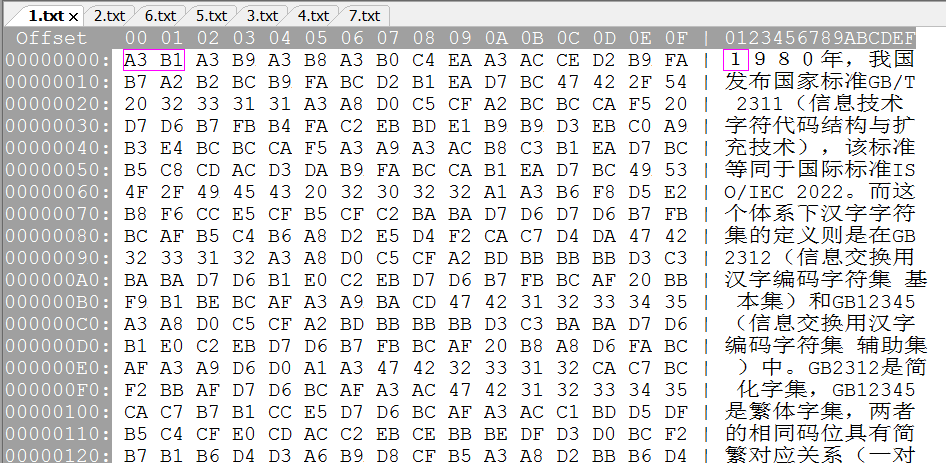 1.txt × 2.txt 6.txt 5.txt 3.txt 4.txt 7.txt
Offset 00 01 02 03 04 05 06 07 08 09 0A 0B 0C 0D 0E 0F | 0123456789ABCDEF
00000000: A3 B1 A3 B9 A3 B8 A3 B0 C4 EA A3 AC CE D2 B9 FA | １９８０年，我国
00000010: B7 A2 B2 BC B9 FA BC D2 B1 EA D7 BC 47 42 2F 54 | 发布国家标准GB/T
00000020: 20 32 33 31 31 A3 A8 D0 C5 CF A2 BC BC CA F5 20 | 2311（信息技术
00000030: D7 D6 B7 FB B4 FA C2 EB BD E1 B9 B9 D3 EB C0 A9 | 字符代码结构与扩
00000040: B3 E4 BC BC CA F5 A3 A9 A3 AC B8 C3 B1 EA D7 BC | 充技术），该标准
00000050: B5 C8 CD AC D3 DA B9 FA BC CA B1 EA D7 BC 49 53 | 等同于国际标准IS
00000060: 4F 2F 49 45 43 20 32 30 32 32 A1 A3 B6 F8 D5 E2 | O/IEC 2022。而这
00000070: B8 F6 CC E5 CF B5 CF C2 BA BA D7 D6 D7 D6 B7 FB | 个体系下汉字字符
00000080: BC AF B5 C4 B6 A8 D2 E5 D4 F2 CA C7 D4 DA 47 42 | 集的定义则是在GB
00000090: 32 33 31 32 A3 A8 D0 C5 CF A2 BD BB BB BB D3 C3 | 2312（信息交换用
000000A0: BA BA D7 D6 B1 E0 C2 EB D7 D6 B7 FB BC AF 20 BB | 汉字编码字符集 基
000000B0: F9 B1 BE BC AF A3 A9 BA CD 47 42 31 32 33 34 35 | 本集）和GB12345
000000C0: A3 A8 D0 C5 CF A2 BD BB BB BB D3 C3 BA BA D7 D6 | （信息交换用汉字
000000D0: B1 E0 C2 EB D7 D6 B7 FB BC AF 20 B8 A8 D6 FA BC | 编码字符集 辅助集
000000E0: AF A3 A9 D6 D0 A1 A3 47 42 32 33 31 32 CA C7 BC | ）中。GB2312是简
000000F0: F2 BB AF D7 D6 BC AF A3 AC 47 42 31 32 33 34 35 | 化字集，GB12345
00000100: CA C7 B7 B1 CC E5 D7 D6 BC AF A3 AC C1 BD D5 DF | 是繁体字集，两者
00000110: B5 C4 CF E0 CD AC C2 EB CE BB BE DF D3 D0 BC F2 | 的相同码位具有简
00000120: B7 B1 B6 D4 D3 A6 B9 D8 CF B5 A3 A8 D2 BB B6 D4 | 繁对应关系（一对